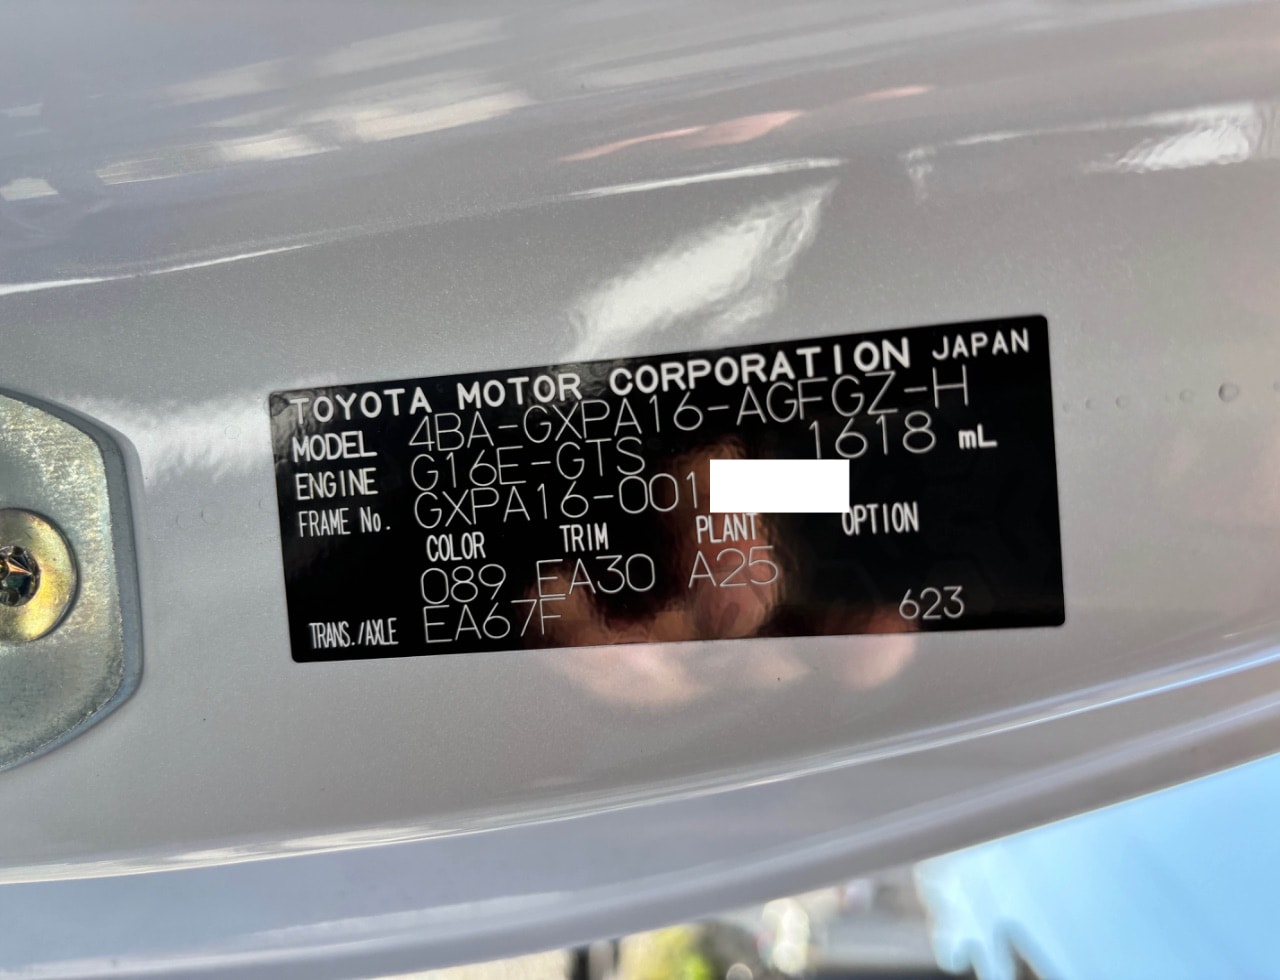 TOYOTA MOTOR CORPORATION JAPAN
MODEL 4BA-GXPA16-AGFGZ-H
ENGINE G16E-GTS 1618 mL
FRAME No. GXPA16-001
COLOR TRIM PLANT OPTION
089 EA30 A25
TRANS./AXLE EA67F 623